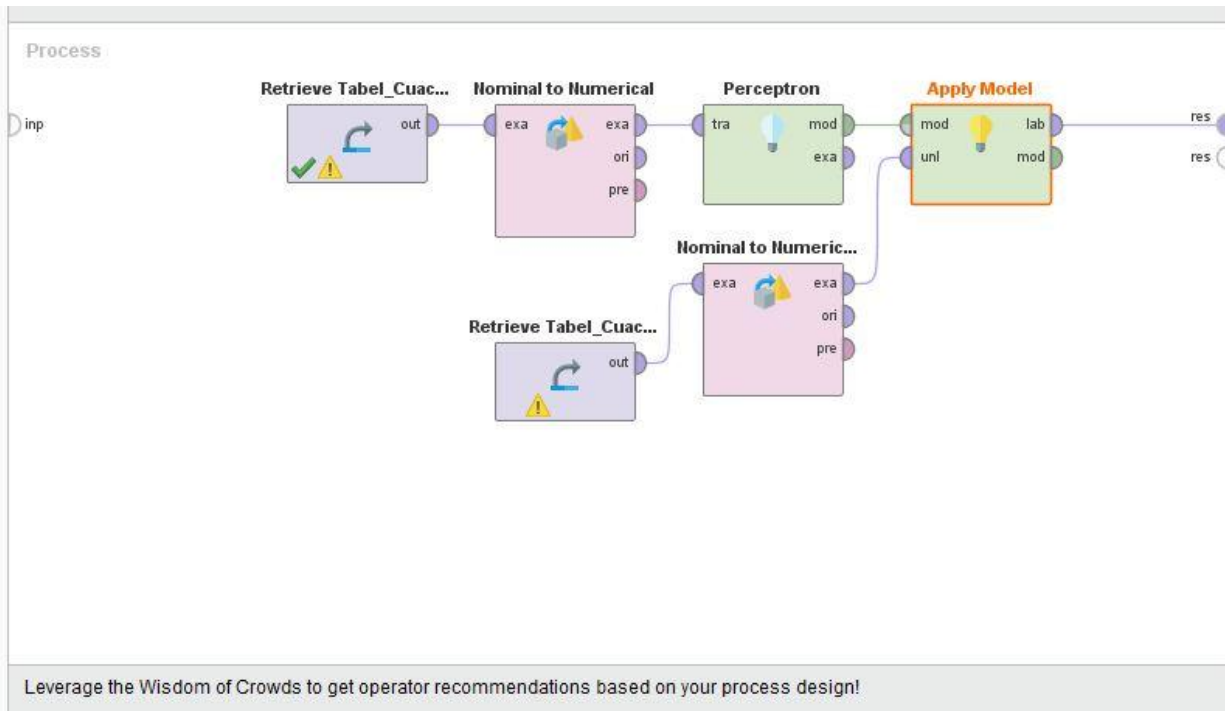 Process
Retrieve Tabel_Cuac...
Nominal to Numerical
Perceptron
Apply Model
inp
out
exa
exa
ori
pre
tra
mod
exa
mod
unl
lab
mod
res
res
Nominal to Numeric...
exa
exa
ori
pre
Retrieve Tabel_Cuac...
out
Leverage the Wisdom of Crowds to get operator recommendations based on your process design!